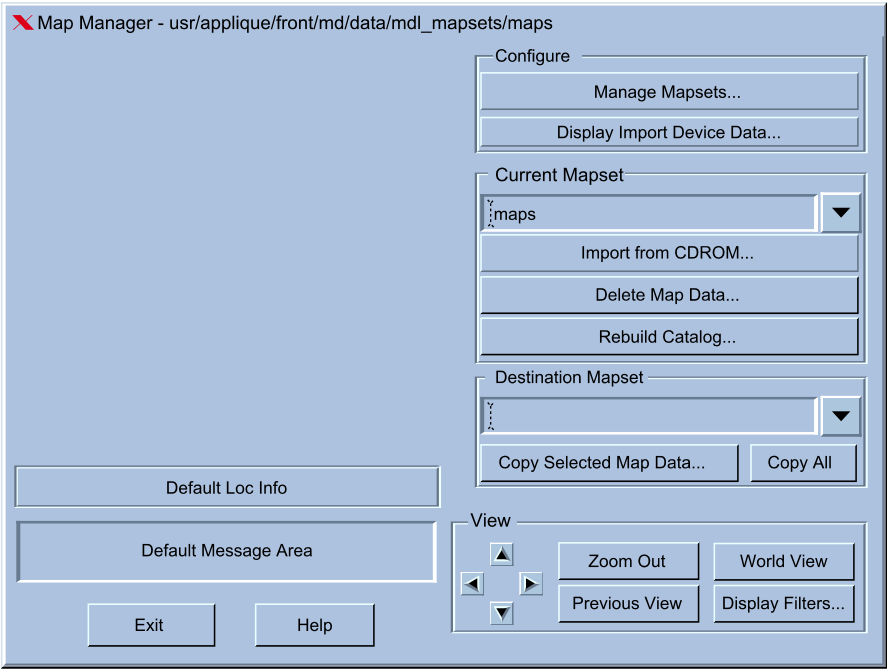 Map Manager - usr/applique/front/md/data/mdl_mapsets/maps
Configure
Manage Mapsets...
Display Import Device Data...
Current Mapset
maps
Import from CDROM...
Delete Map Data...
Rebuild Catalog...
Destination Mapset
Copy Selected Map Data...
Copy All
Default Loc Info
Default Message Area
Exit
Help
View
Zoom Out
World View
Previous View
Display Filters...